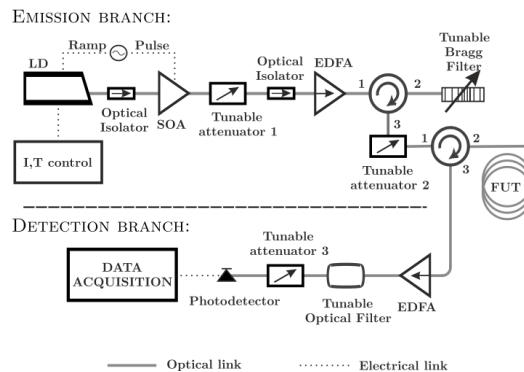 EMISSION BRANCH:
Ramp
Pulse
LD
Optical
Isolator
SOA
Tunable
attenuator 1
Optical
Isolator
EDFA
1
2
3
Tunable
Bragg
Filter
I,T control
Tunable
attenuator 2
1
2
3
FUT
DETECTION BRANCH:
DATA
ACQUISITION
Photodetector
Tunable
attenuator 3
Tunable
Optical Filter
EDFA
Optical link
Electrical link